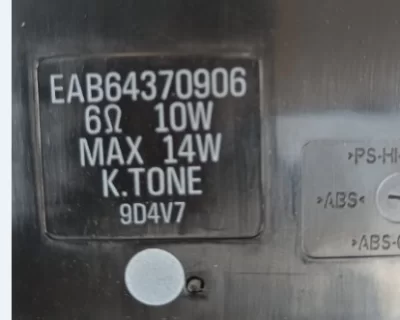 EAB64370906
6Ω 10W
MAX 14W
K.TONE
9D4V7
>PS-HI
>ABS<
>ABS-